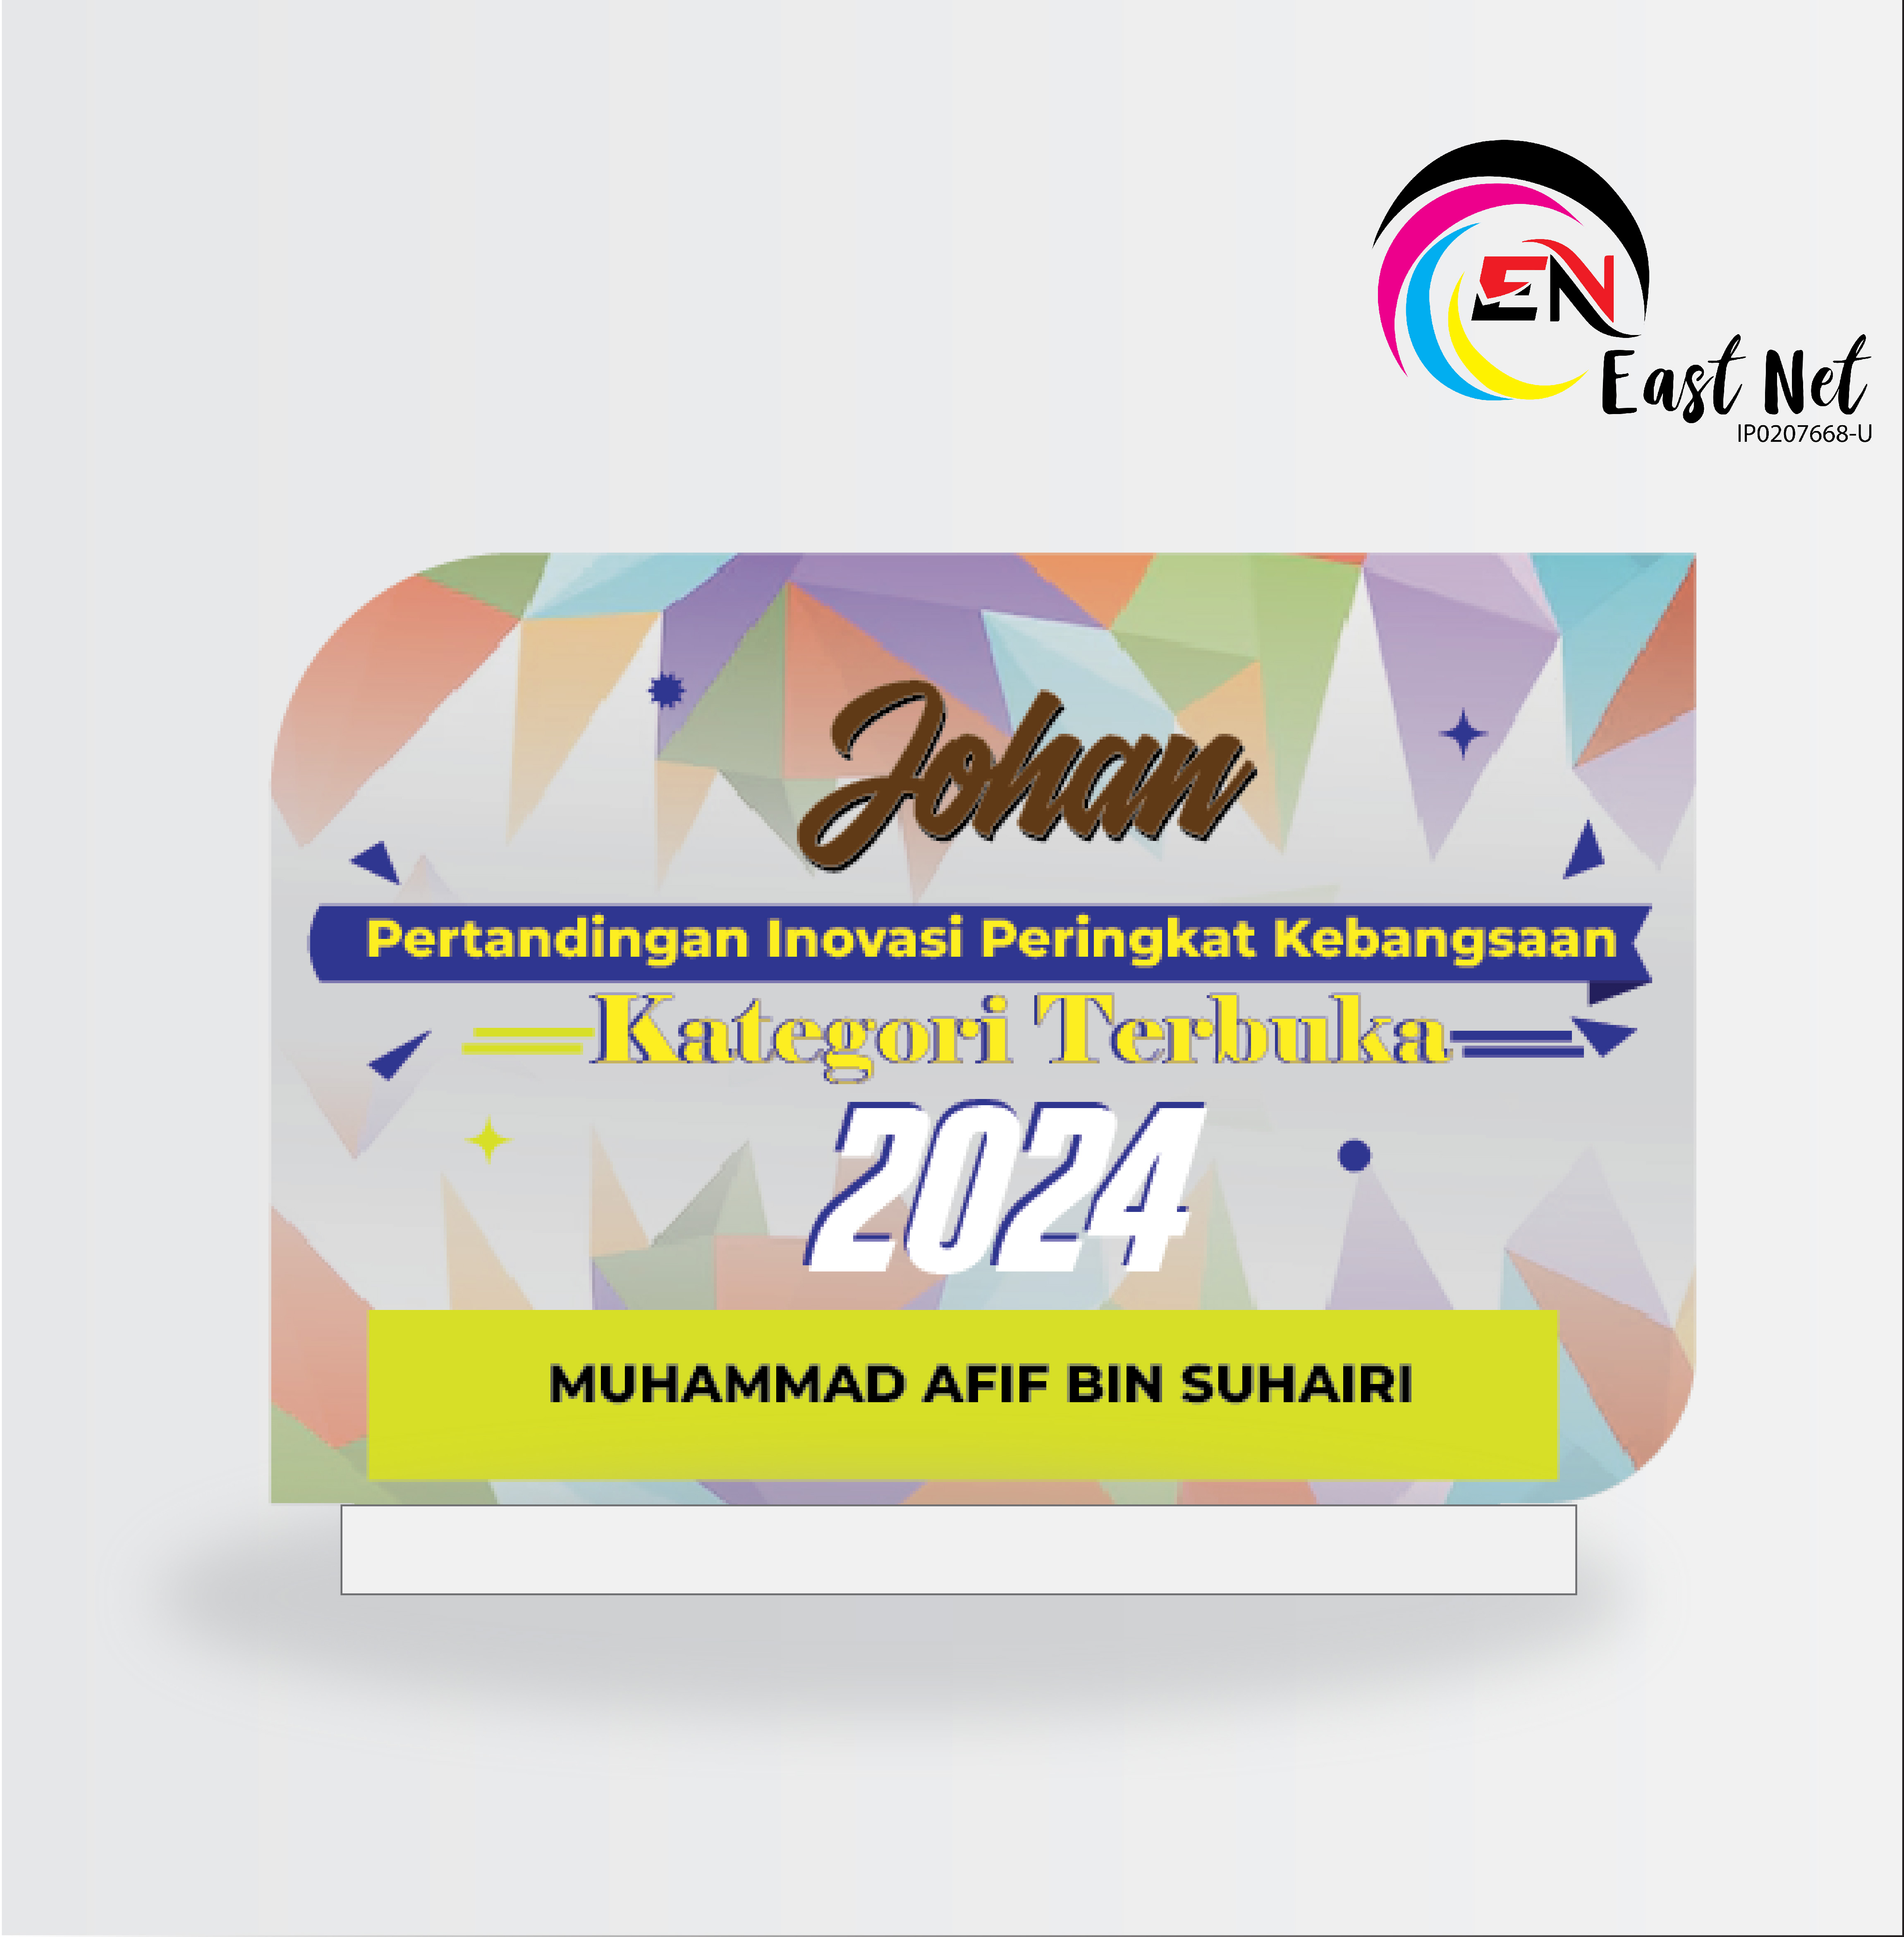 EN
East Net
IP0207668-U
Johan
Pertandingan Inovasi Peringkat Kebangsaan
Kategori Terbuka
2024
MUHAMMAD AFIF BIN SUHAIRI